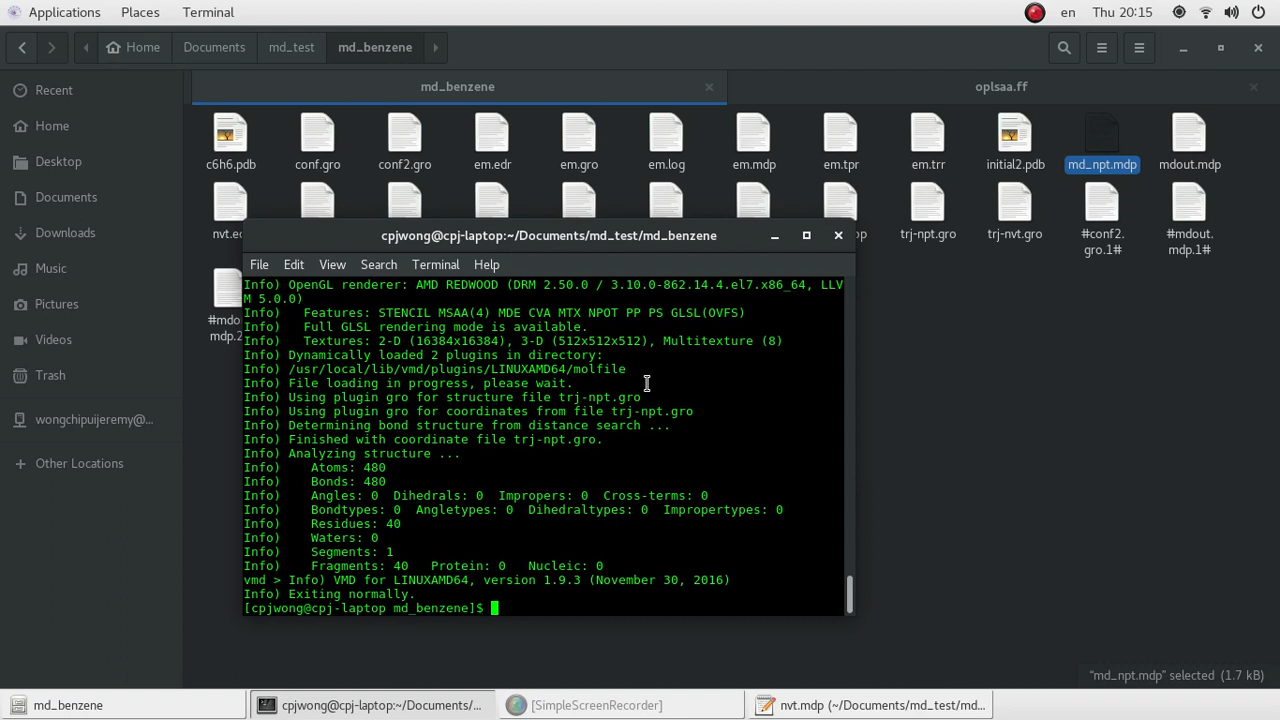 Applications Places Terminal en Thu 20:15
Home Documents md_test md_benzene
Recent
Home
Desktop
Documents
Downloads
Music
Pictures
Videos
Trash
wongchipuijeremy@...
Other Locations
md_benzene oplsaa.ff
c6h6.pdb conf.gro conf2.gro em.edr em.gro em.log em.mdp em.tpr em.trr initial2.pdb md_npt.mdp mdout.mdp
trj-npt.gro trj-nvt.gro #conf2. #mdout.
gro.1# mdp.1#
cpjwong@cpj-laptop:~/Documents/md_test/md_benzene
File Edit View Search Terminal Help
Info) OpenGL renderer: AMD REDWOOD (DRM 2.50.0 / 3.10.0-862.14.4.el7.x86_64, LLV
M 5.0.0)
Info)   Features: STENCIL MSAA(4) MDE CVA MTX NPOT PP PS GLSL(OVFS)
Info)   Full GLSL rendering mode is available.
Info)   Textures: 2-D (16384x16384), 3-D (512x512x512), Multitexture (8)
Info) Dynamically loaded 2 plugins in directory:
Info) /usr/local/lib/vmd/plugins/LINUXAMD64/molfile
Info) File loading in progress, please wait.
Info) Using plugin gro for structure file trj-npt.gro
Info) Using plugin gro for coordinates from file trj-npt.gro
Info) Determining bond structure from distance search ...
Info) Finished with coordinate file trj-npt.gro.
Info) Analyzing structure ...
Info)    Atoms: 480
Info)    Bonds: 480
Info)    Angles: 0  Dihedrals: 0  Impropers: 0  Cross-terms: 0
Info)    Bondtypes: 0  Angletypes: 0  Dihedraltypes: 0  Impropertypes: 0
Info)    Residues: 40
Info)    Waters: 0
Info)    Segments: 1
Info)    Fragments: 40   Protein: 0   Nucleic: 0
vmd > Info) VMD for LINUXAMD64, version 1.9.3 (November 30, 2016)
Info) Exiting normally.
[cpjwong@cpj-laptop md_benzene]$
"md_npt.mdp" selected (1.7 kB)
md_benzene cpjwong@cpj-laptop:~/Documents/... [SimpleScreenRecorder] nvt.mdp (~/Documents/md_test/md...